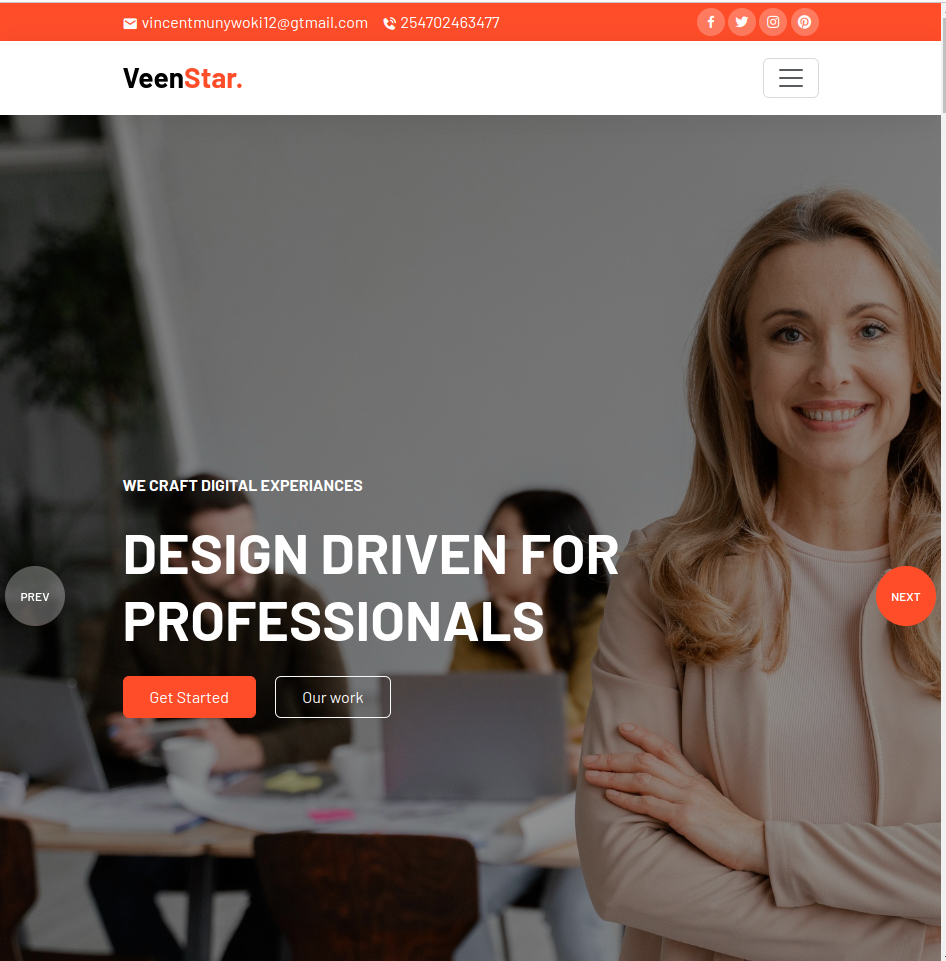 vincentmunywoki12@gtmail.com 254702463477
VeenStar.
WE CRAFT DIGITAL EXPERIANCES
DESIGN DRIVEN FOR
PROFESSIONALS
PREV
NEXT
Get Started Our work